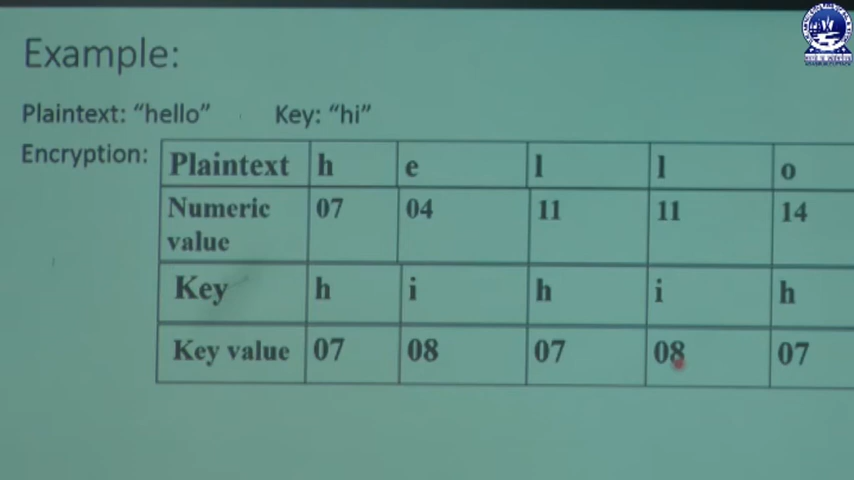 Example:
Plaintext: “hello” Key: “hi”
Encryption:
Plaintext h e l l o
Numeric value 07 04 11 11 14
Key h i h i h
Key value 07 08 07 08 07